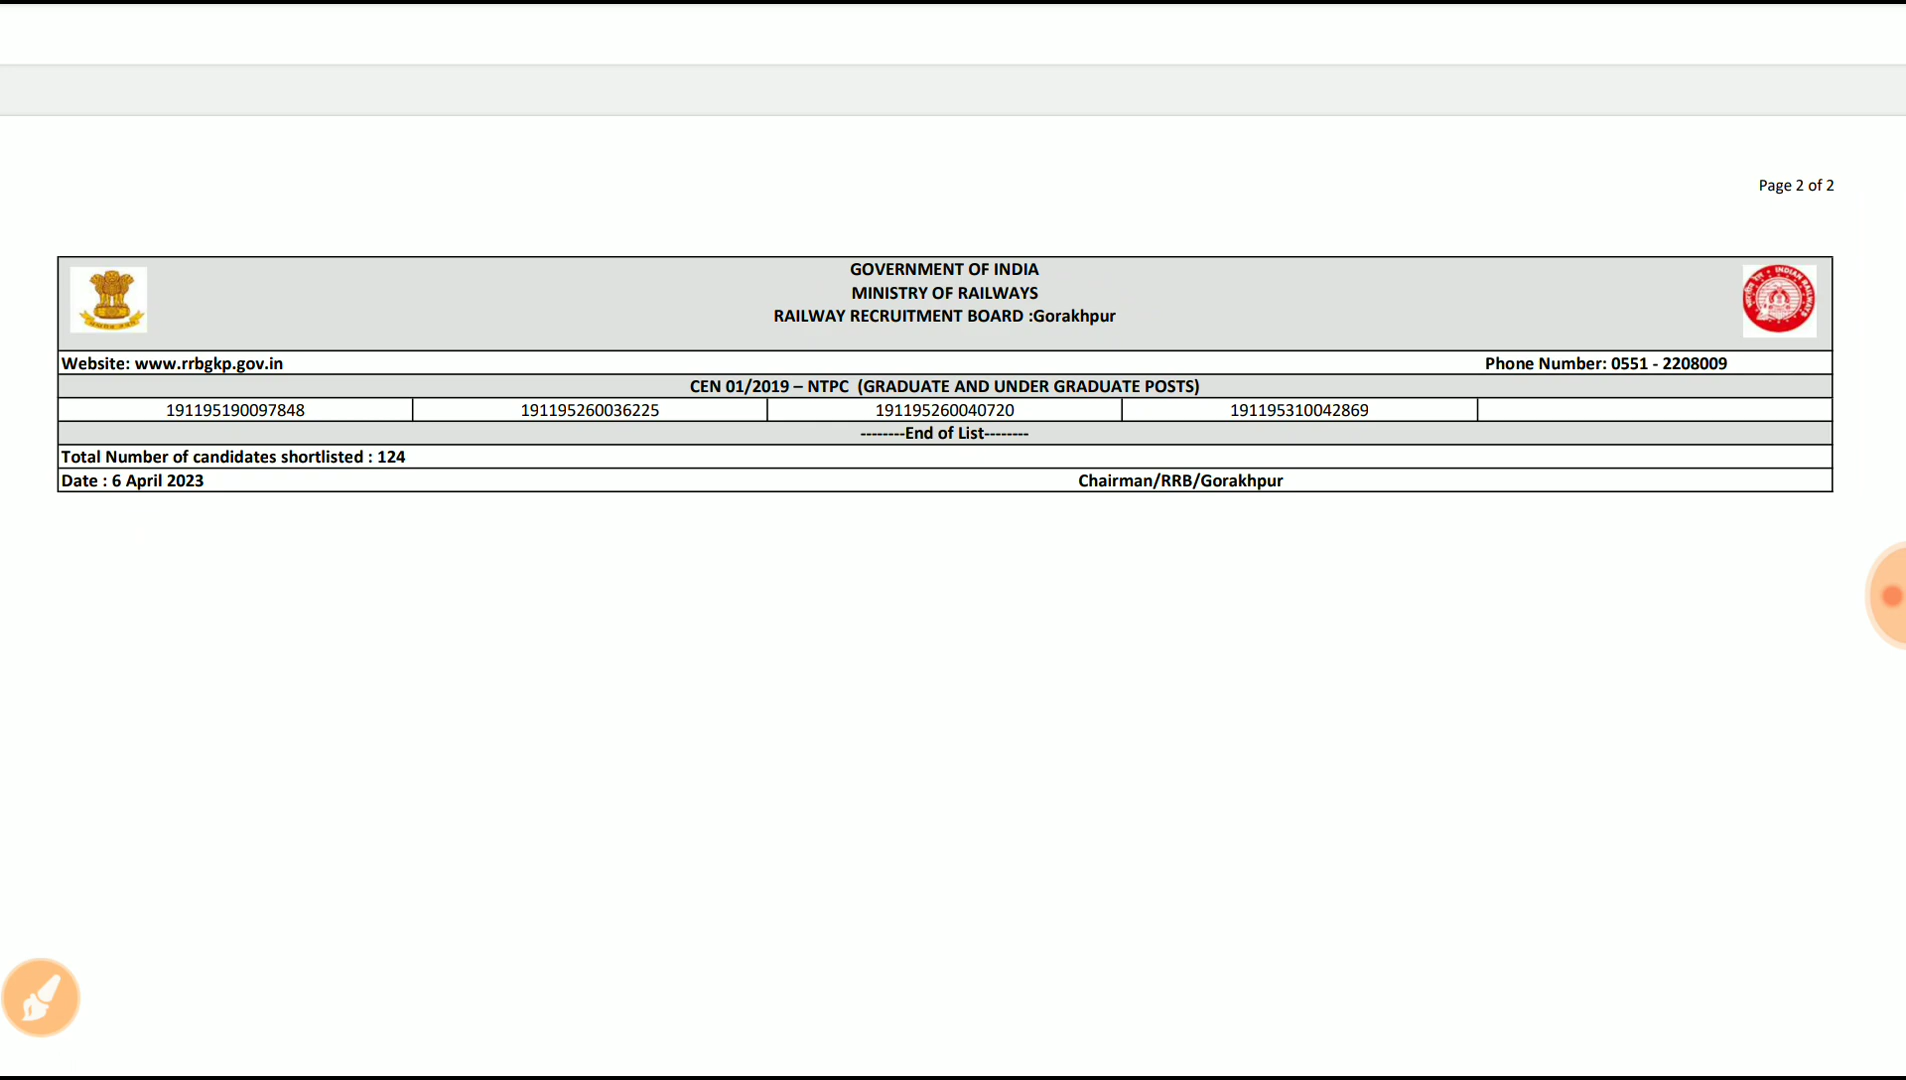 Page 2 of 2
GOVERNMENT OF INDIA
MINISTRY OF RAILWAYS
RAILWAY RECRUITMENT BOARD :Gorakhpur
INDIAN RAILWAYS
Website: www.rrbgkp.gov.in Phone Number: 0551 - 2208009
CEN 01/2019 – NTPC (GRADUATE AND UNDER GRADUATE POSTS)
191195190097848 191195260036225 191195260040720 191195310042869
--------End of List--------
Total Number of candidates shortlisted : 124
Date : 6 April 2023 Chairman/RRB/Gorakhpur